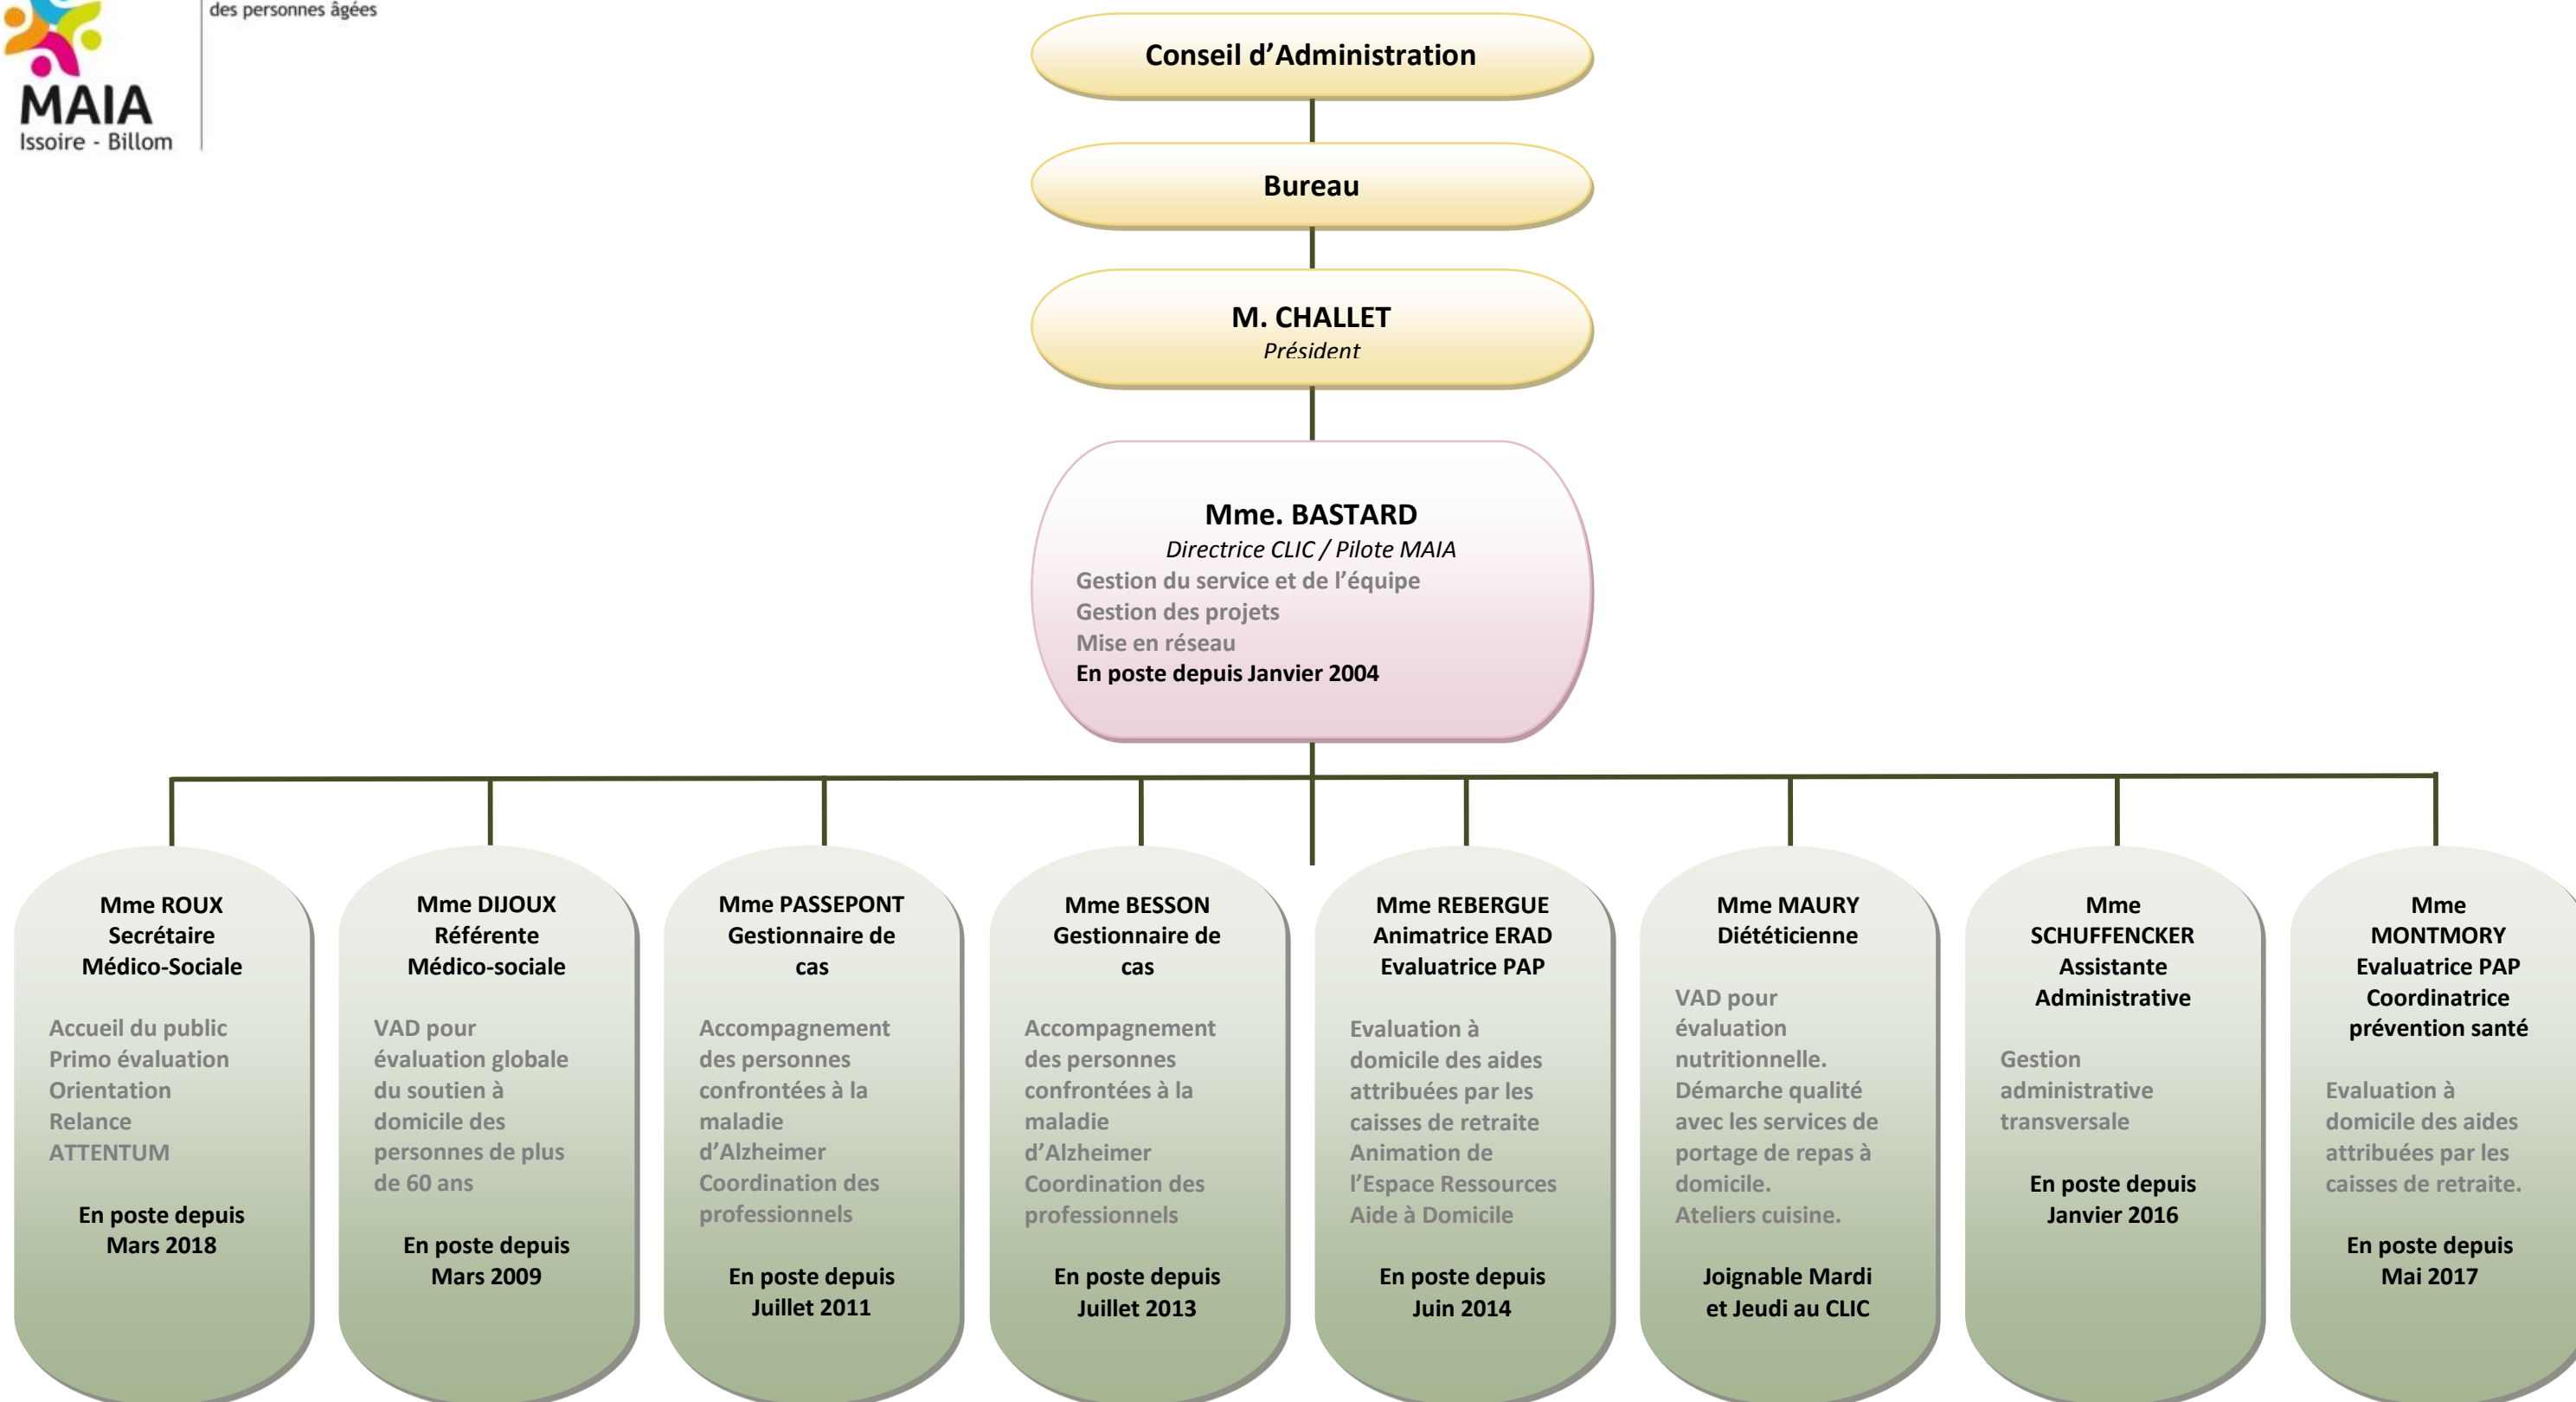 des personnes âgées
MAIA
Issoire - Billom
Conseil d’Administration
Bureau
M. CHALLET
Président
Mme. BASTARD
Directrice CLIC / Pilote MAIA
Gestion du service et de l’équipe
Gestion des projets
Mise en réseau
En poste depuis Janvier 2004
Mme ROUX
Secrétaire
Médico-Sociale
Accueil du public
Primo évaluation
Orientation
Relance
ATTENTUM
En poste depuis
Mars 2018
Mme DIJOUX
Référente
Médico-sociale
VAD pour
évaluation globale
du soutien à
domicile des
personnes de plus
de 60 ans
En poste depuis
Mars 2009
Mme PASSEPONT
Gestionnaire de
cas
Accompagnement
des personnes
confrontées à la
maladie
d’Alzheimer
Coordination des
professionnels
En poste depuis
Juillet 2011
Mme BESSON
Gestionnaire de
cas
Accompagnement
des personnes
confrontées à la
maladie
d’Alzheimer
Coordination des
professionnels
En poste depuis
Juillet 2013
Mme REBERGUE
Animatrice ERAD
Evaluatrice PAP
Evaluation à
domicile des aides
attribuées par les
caisses de retraite
Animation de
l’Espace Ressources
Aide à Domicile
En poste depuis
Juin 2014
Mme MAURY
Diététicienne
VAD pour
évaluation
nutritionnelle.
Démarche qualité
avec les services de
portage de repas à
domicile.
Ateliers cuisine.
Joignable Mardi
et Jeudi au CLIC
Mme
SCHUFFENCKER
Assistante
Administrative
Gestion
administrative
transversale
En poste depuis
Janvier 2016
Mme
MONTMORY
Evaluatrice PAP
Coordinatrice
prévention santé
Evaluation à
domicile des aides
attribuées par les
caisses de retraite.
En poste depuis
Mai 2017